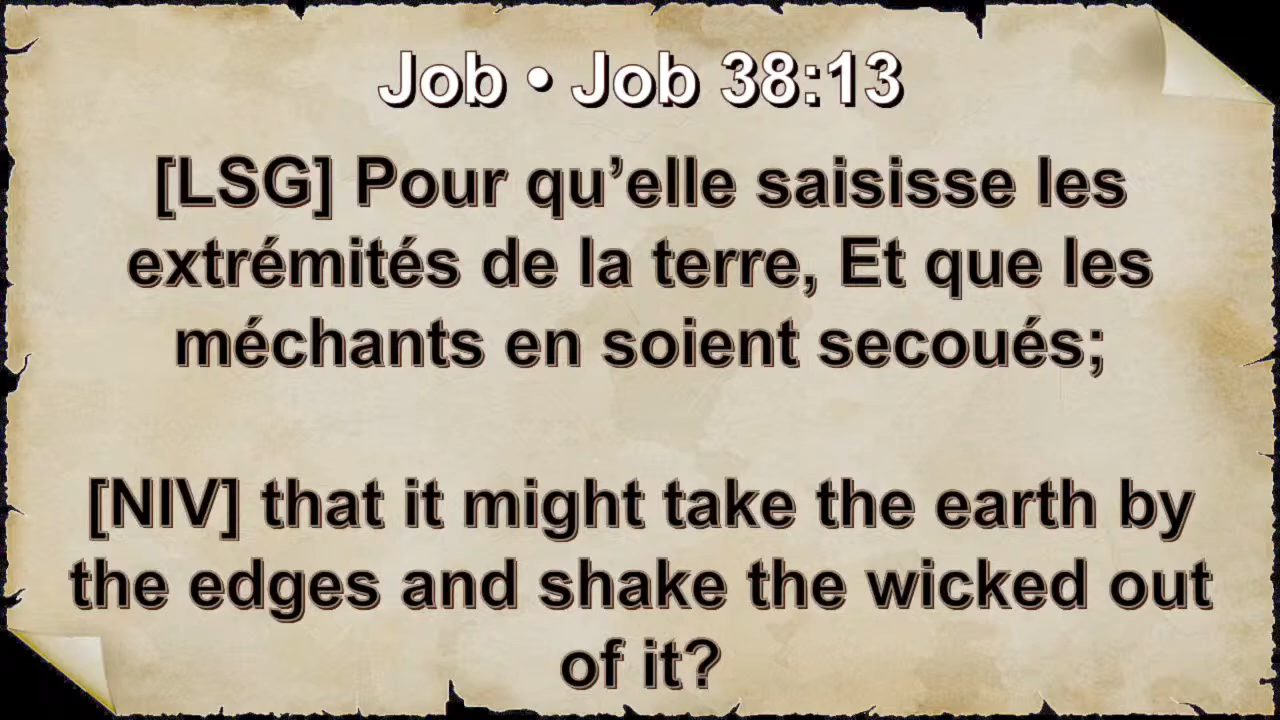 Job • Job 38:13
[LSG] Pour qu’elle saisisse les
extrémités de la terre, Et que les
méchants en soient secoués;
[NIV] that it might take the earth by
the edges and shake the wicked out
of it?